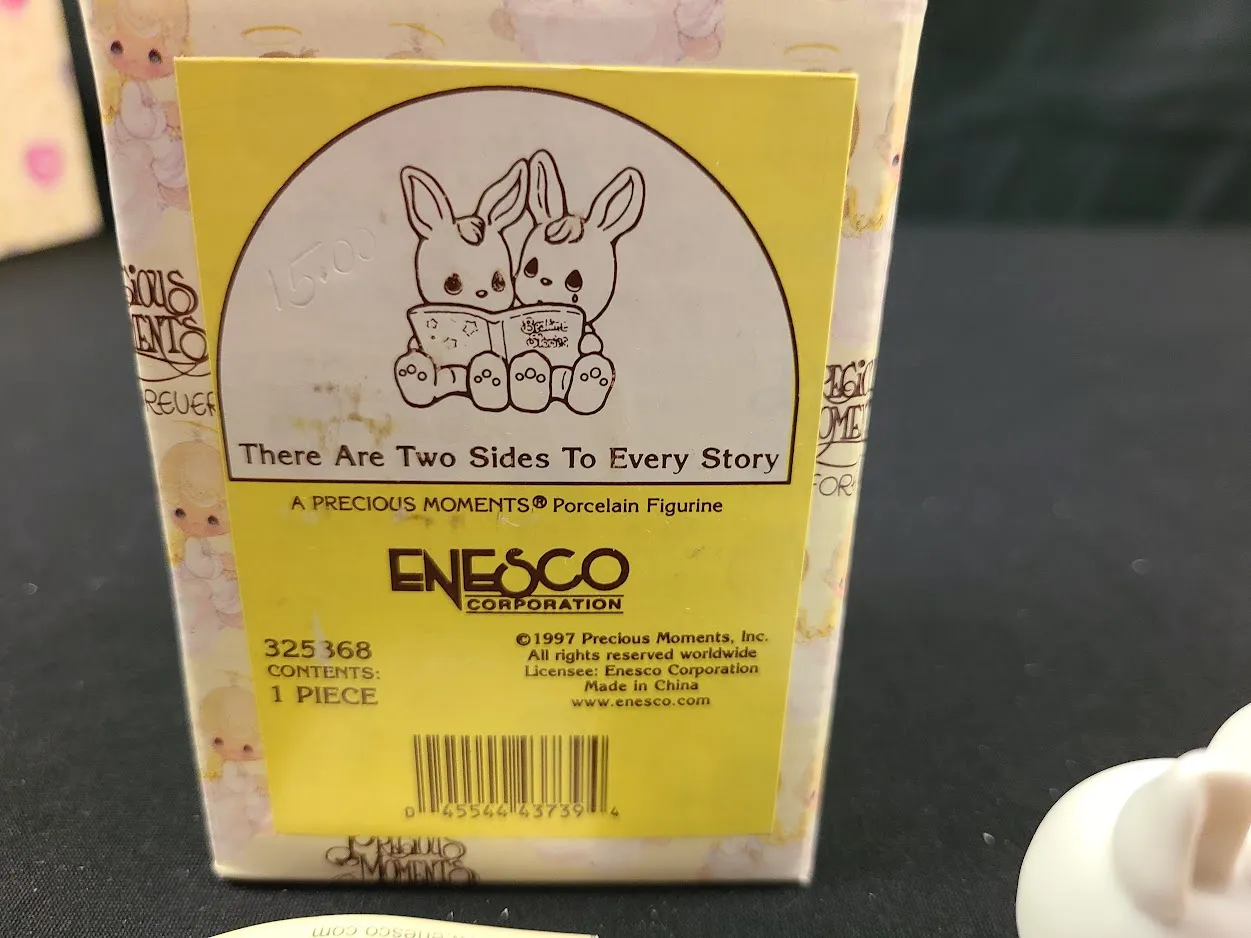 15.00
There Are Two Sides To Every Story
A PRECIOUS MOMENTS® Porcelain Figurine
ENESCO
CORPORATION
325368
CONTENTS:
1 PIECE
©1997 Precious Moments, Inc.
All rights reserved worldwide
Licensee: Enesco Corporation
Made in China
www.enesco.com
0 45544 43739 4
PRECIOUS
MOMENTS